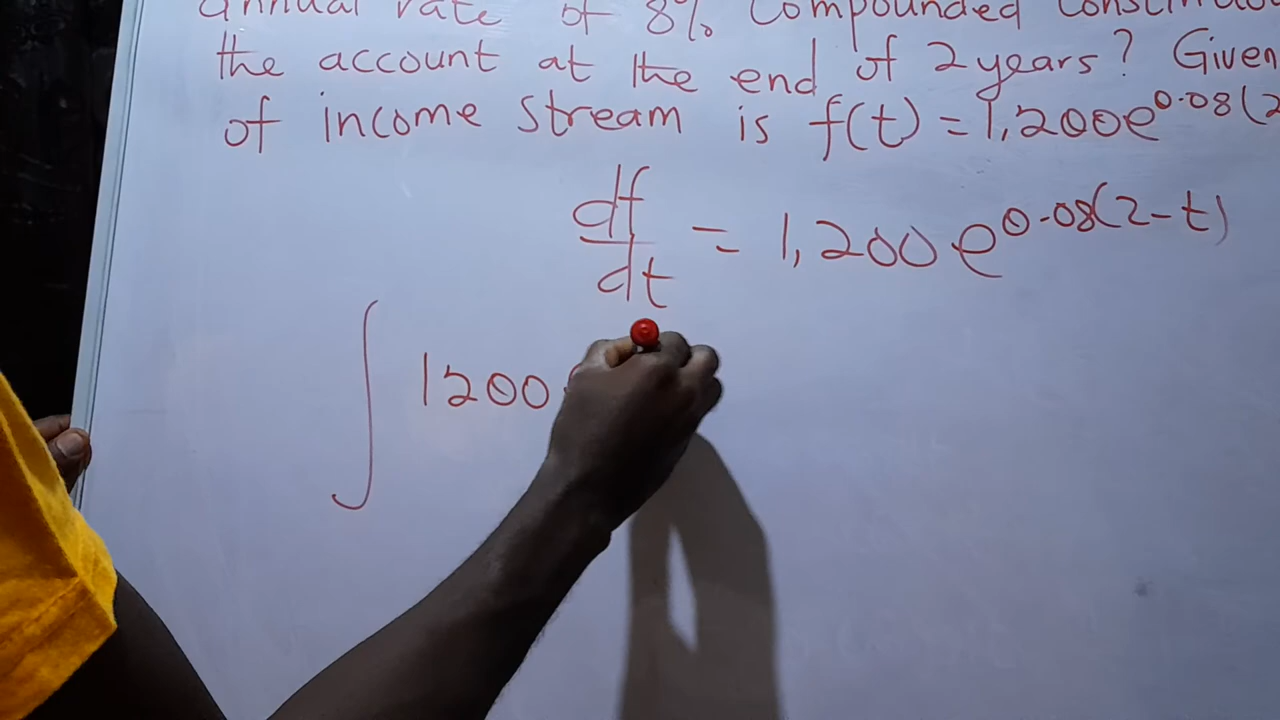 annual rate of 8% compounded
the account at the end of 2 years? Given
of income stream is f(t) = 1,200e^0.08(2
df/dt = 1,200e^0.08(2-t)
∫ 1200